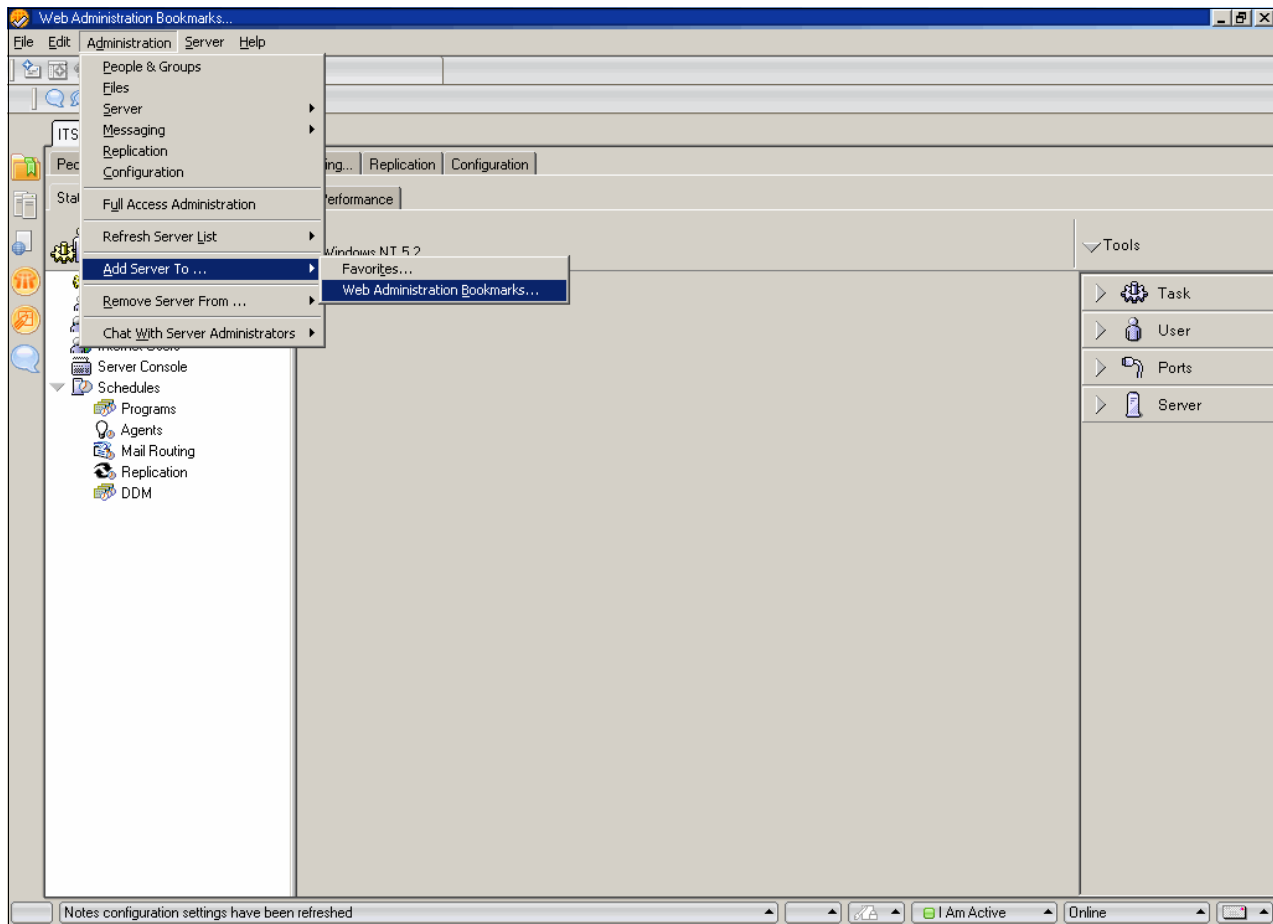 Web Administration Bookmarks...
File Edit Administration Server Help
People & Groups
Files
Server
Messaging
Replication
Configuration
Full Access Administration
Refresh Server List
Add Server To ...
Remove Server From ...
Chat With Server Administrators
Favorites...
Web Administration Bookmarks...
ITS
Replication Configuration
Performance
Windows NT 5.2
Internet Users
Server Console
Schedules
Programs
Agents
Mail Routing
Replication
DDM
Tools
Task
User
Ports
Server
Notes configuration settings have been refreshed
I Am Active
Online